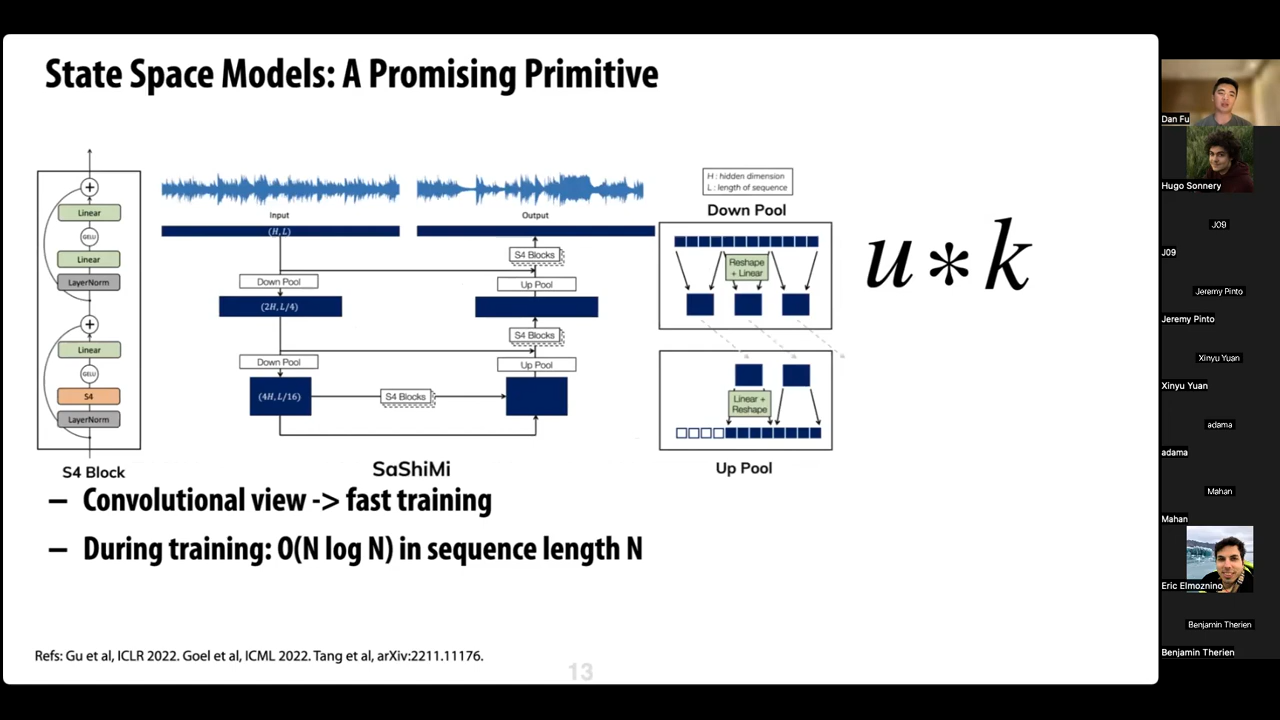 State Space Models: A Promising Primitive
+
Linear
GELU
Linear
LayerNorm
+
Linear
GELU
S4
LayerNorm
S4 Block
Input
Output
(H, L)
S4 Blocks
Down Pool
Up Pool
(2H, L/4)
S4 Blocks
Down Pool
Up Pool
(4H, L/16)
S4 Blocks
SaShiMi
H : hidden dimension
L : length of sequence
Down Pool
Reshape
+ Linear
Linear +
Reshape
Up Pool
u * k
– Convolutional view -> fast training
– During training: O(N log N) in sequence length N
Refs: Gu et al, ICLR 2022. Goel et al, ICML 2022. Tang et al, arXiv:2211.11176.
13
Dan Fu
Hugo Sonnery
J09
J09
Jeremy Pinto
Jeremy Pinto
Xinyu Yuan
Xinyu Yuan
adama
adama
Mahan
Mahan
Eric Elmoznino
Benjamin Therien
Benjamin Therien